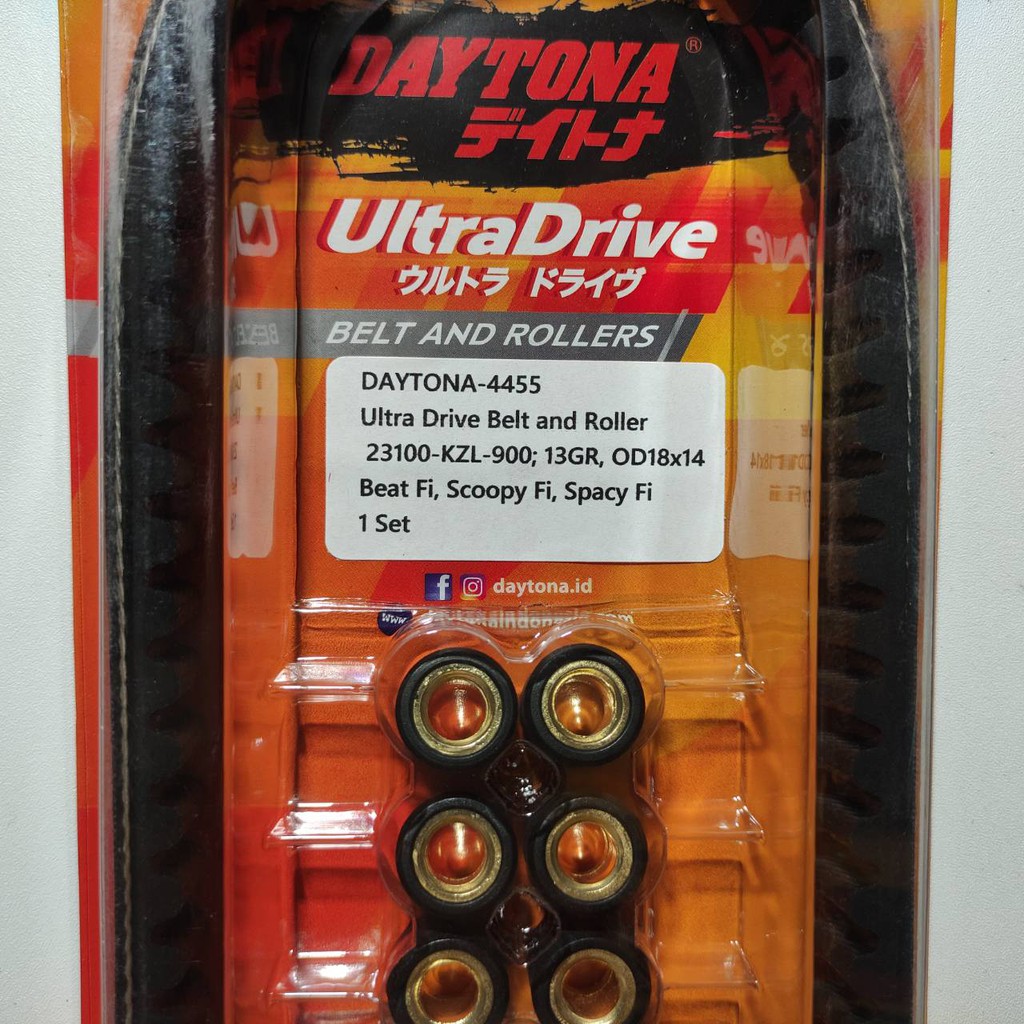 DAYTONA®
デイトナ
UltraDrive
ウルトラ ドライヴ
BELT AND ROLLERS
DAYTONA-4455
Ultra Drive Belt and Roller
23100-KZL-900; 13GR, OD18x14
Beat Fi, Scoopy Fi, Spacy Fi
1 Set
daytona.id
www.